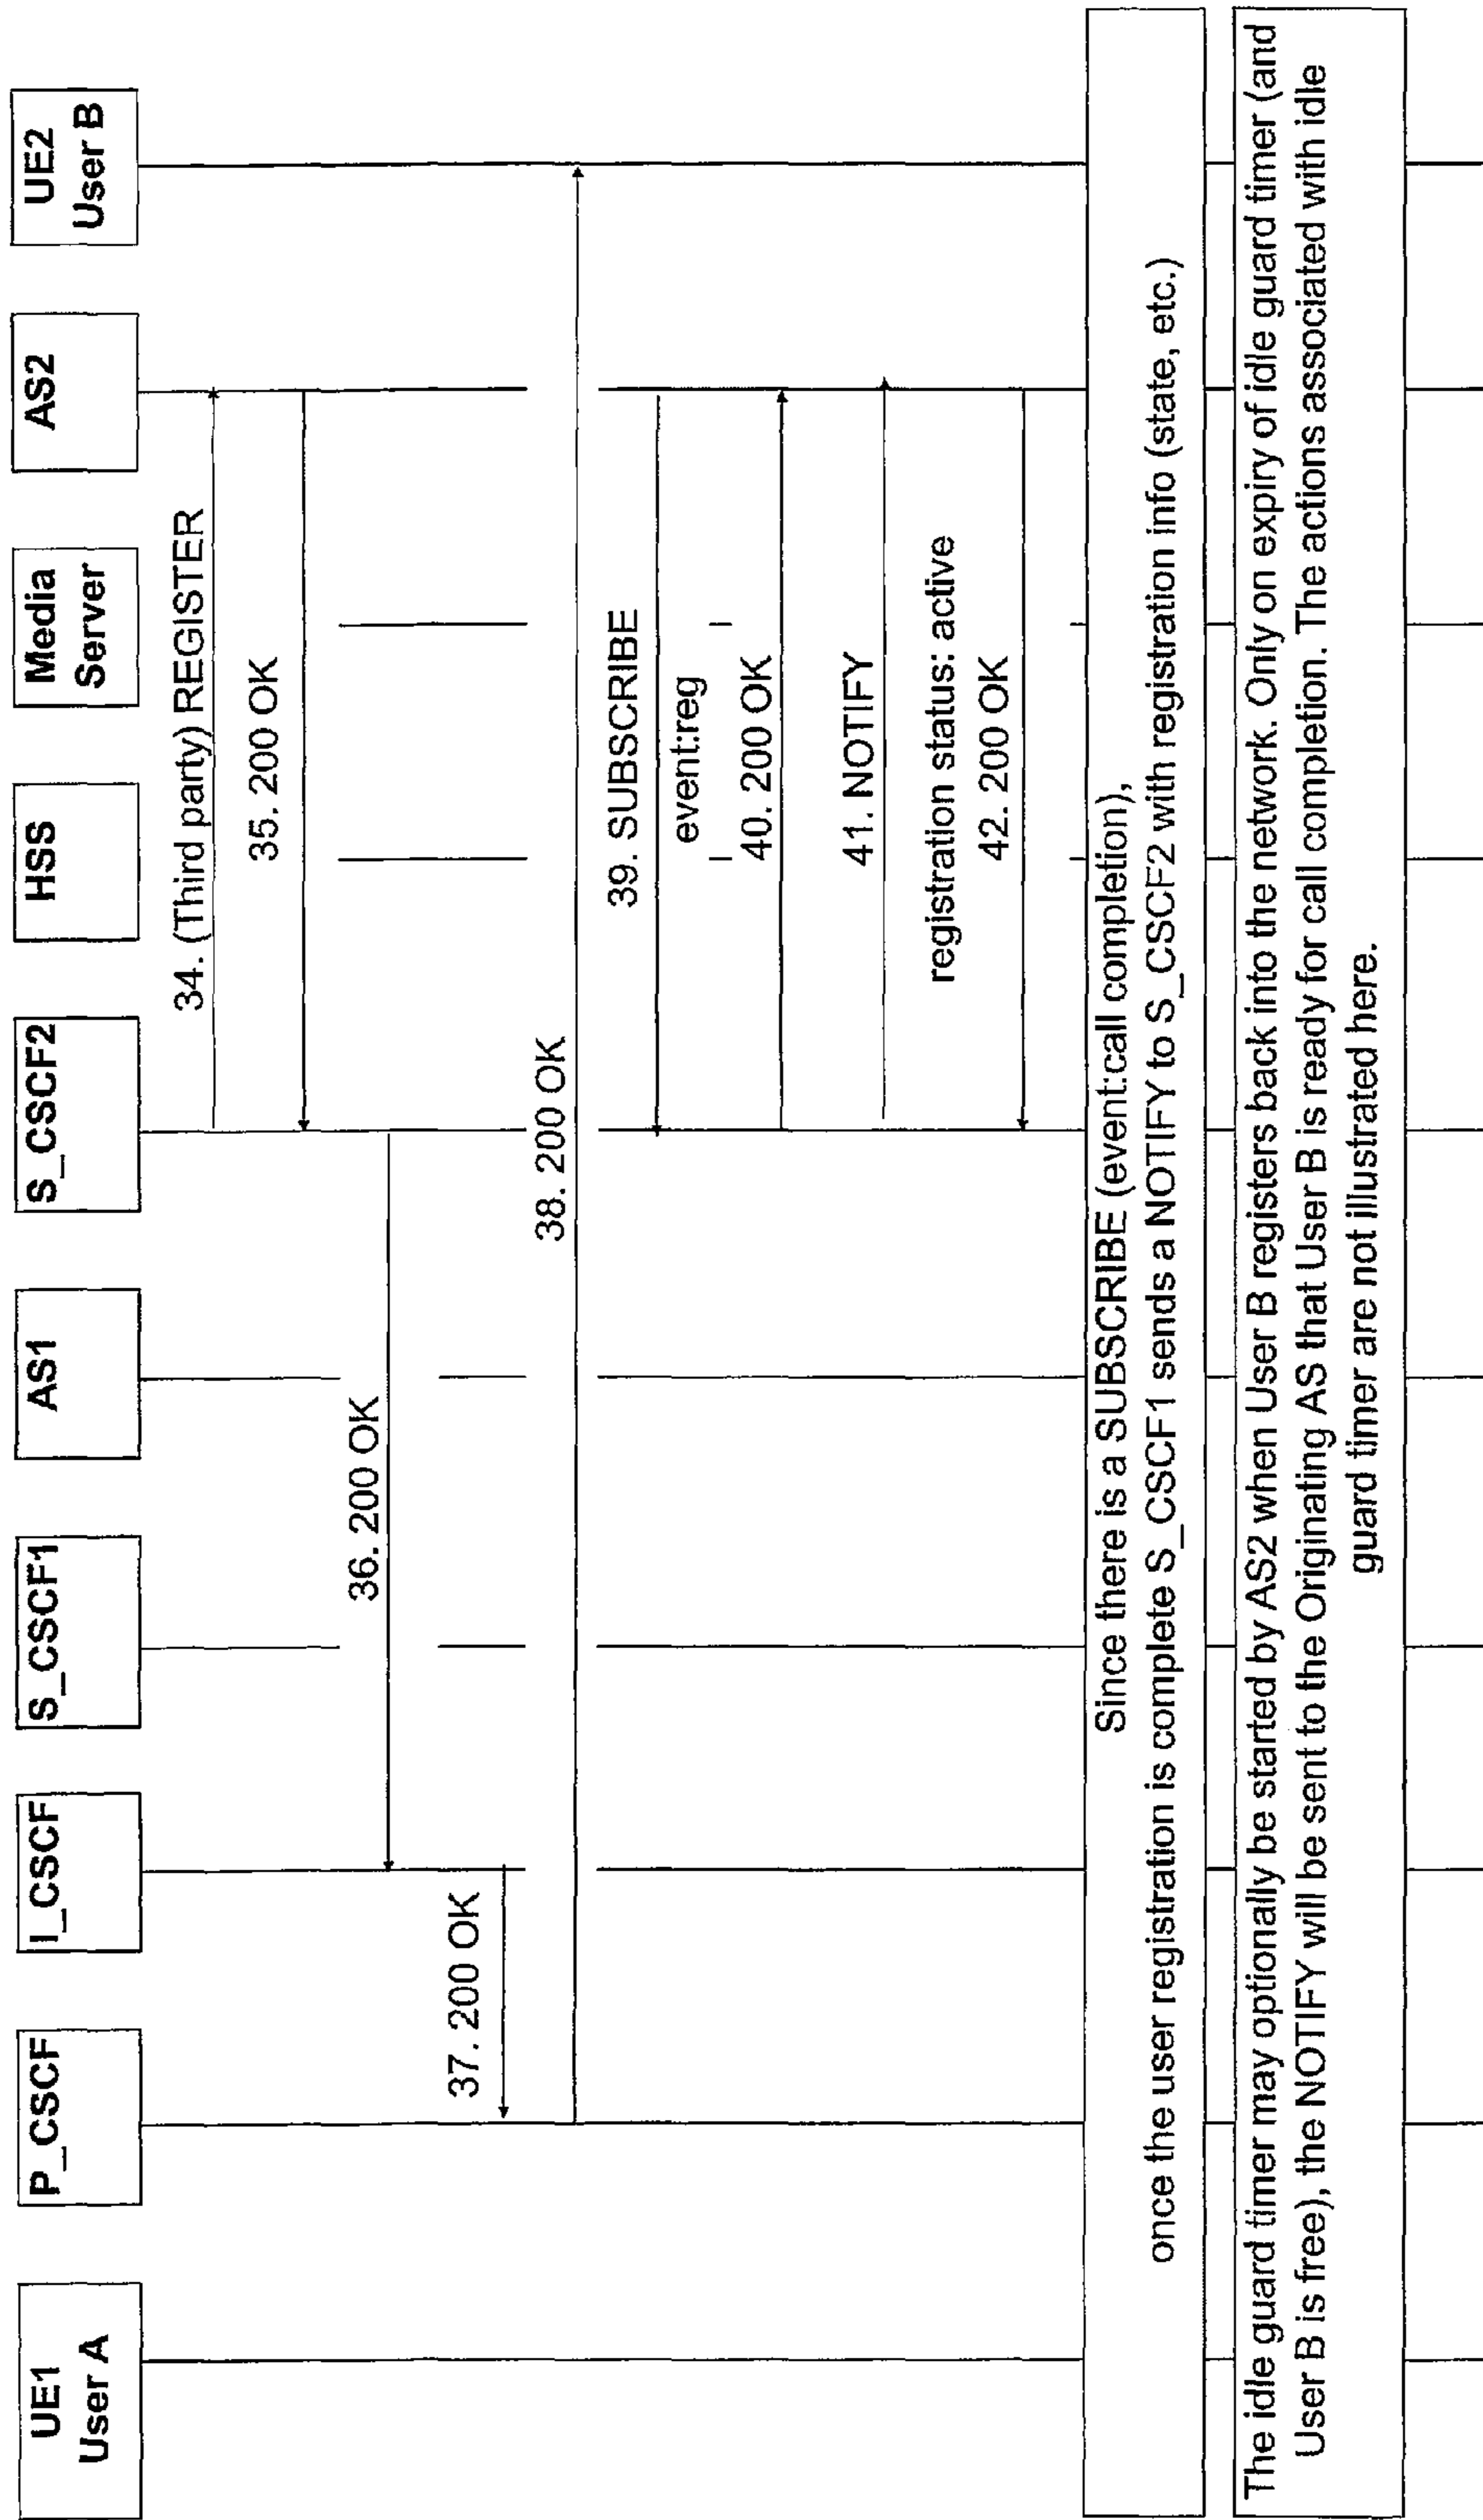 UE1
User A
P_CSCF
I_CSCF
S_CSCF1
AS1
S_CSCF2
HSS
Media
Server
AS2
UE2
User B
34. (Third party) REGISTER
35. 200 OK
36. 200 OK
37. 200 OK
38. 200 OK
39. SUBSCRIBE
event:reg
40. 200 OK
41. NOTIFY
registration status: active
42. 200 OK
Since there is a SUBSCRIBE (event:call completion),
once the user registration is complete S_CSCF1 sends a NOTIFY to S_CSCF2 with registration info (state, etc.)
The idle guard timer may optionally be started by AS2 when User B registers back into the network. Only on expiry of idle guard timer (and
User B is free), the NOTIFY will be sent to the Originating AS that User B is ready for call completion. The actions associated with idle
guard timer are not illustrated here.